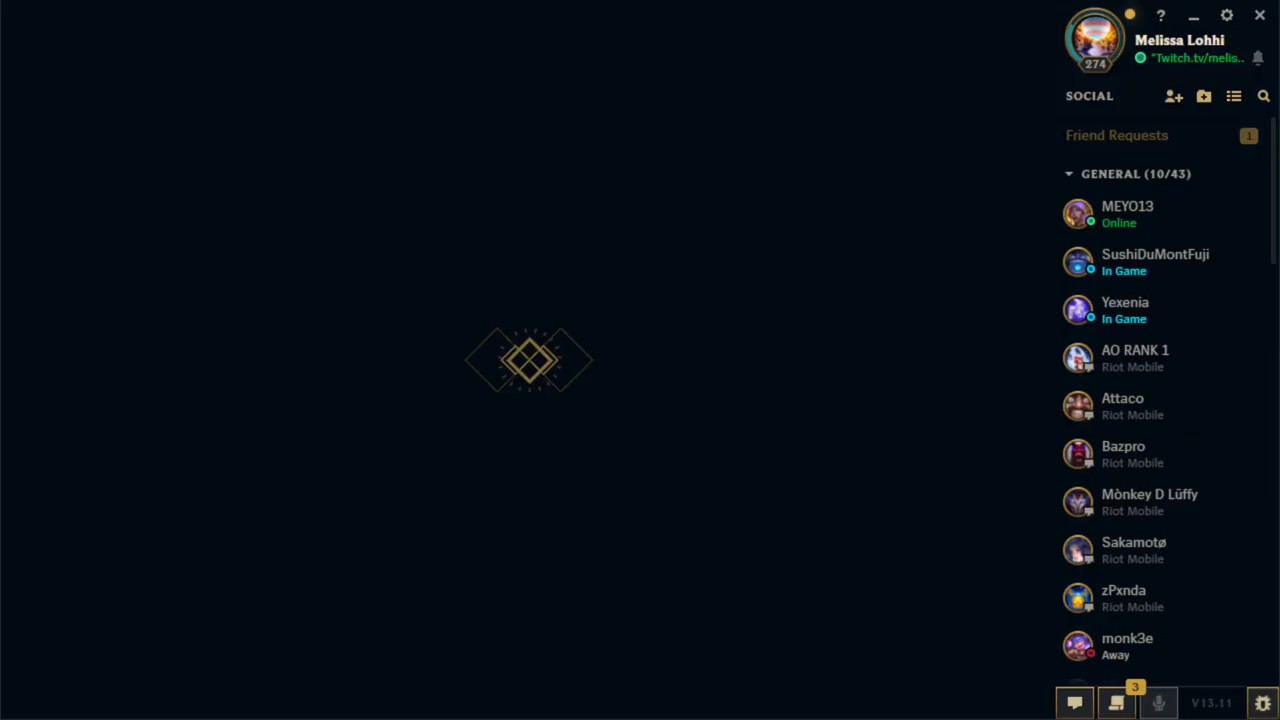 ?
Melissa Lohhi
274
"Twitch.tv/melis..
SOCIAL
Friend Requests
1
GENERAL (10/43)
MEYO13
Online
SushiDuMontFuji
In Game
Yexenia
In Game
AO RANK 1
Riot Mobile
Attaco
Riot Mobile
Bazpro
Riot Mobile
Mònkey D Lüffy
Riot Mobile
Sakamotø
Riot Mobile
zPxnda
Riot Mobile
monk3e
Away
3
V13.11